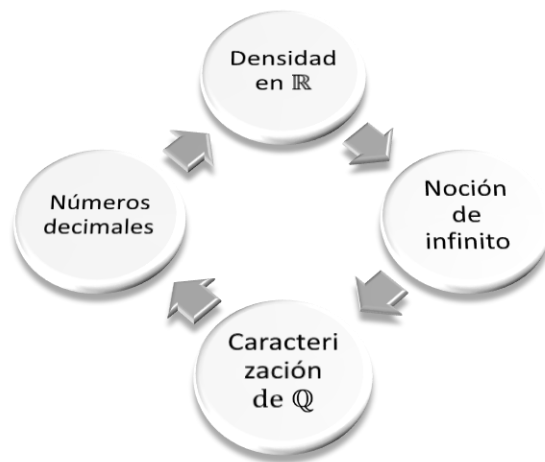 Densidad
en ℝ
Noción
de
infinito
Caracteri
zación
de ℚ
Números
decimales